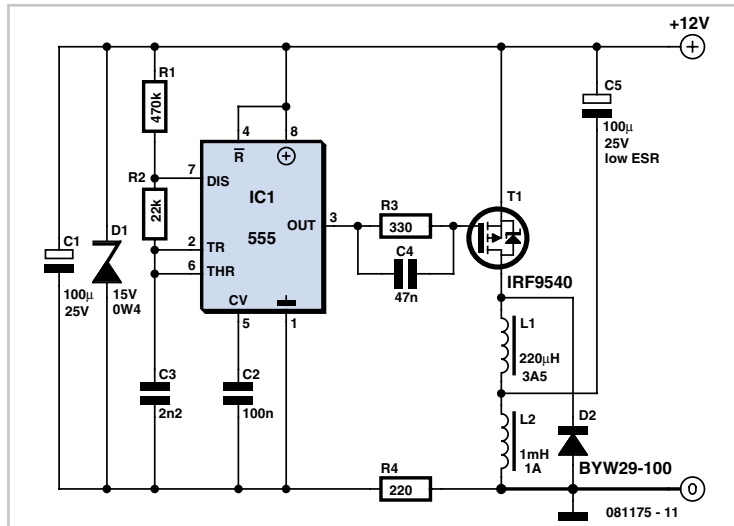 +12V
R1
470k
C5
100µ
25V
low ESR
4
8
R
R2
22k
7
DIS
IC1
555
OUT
3
R3
330
C4
47n
T1
IRF9540
2
TR
6
THR
C1
100µ
25V
D1
15V
0W4
CV
5
1
L1
220µH
3A5
C3
2n2
C2
100n
L2
1mH
1A
D2
BYW29-100
R4
220
0
081175 - 11